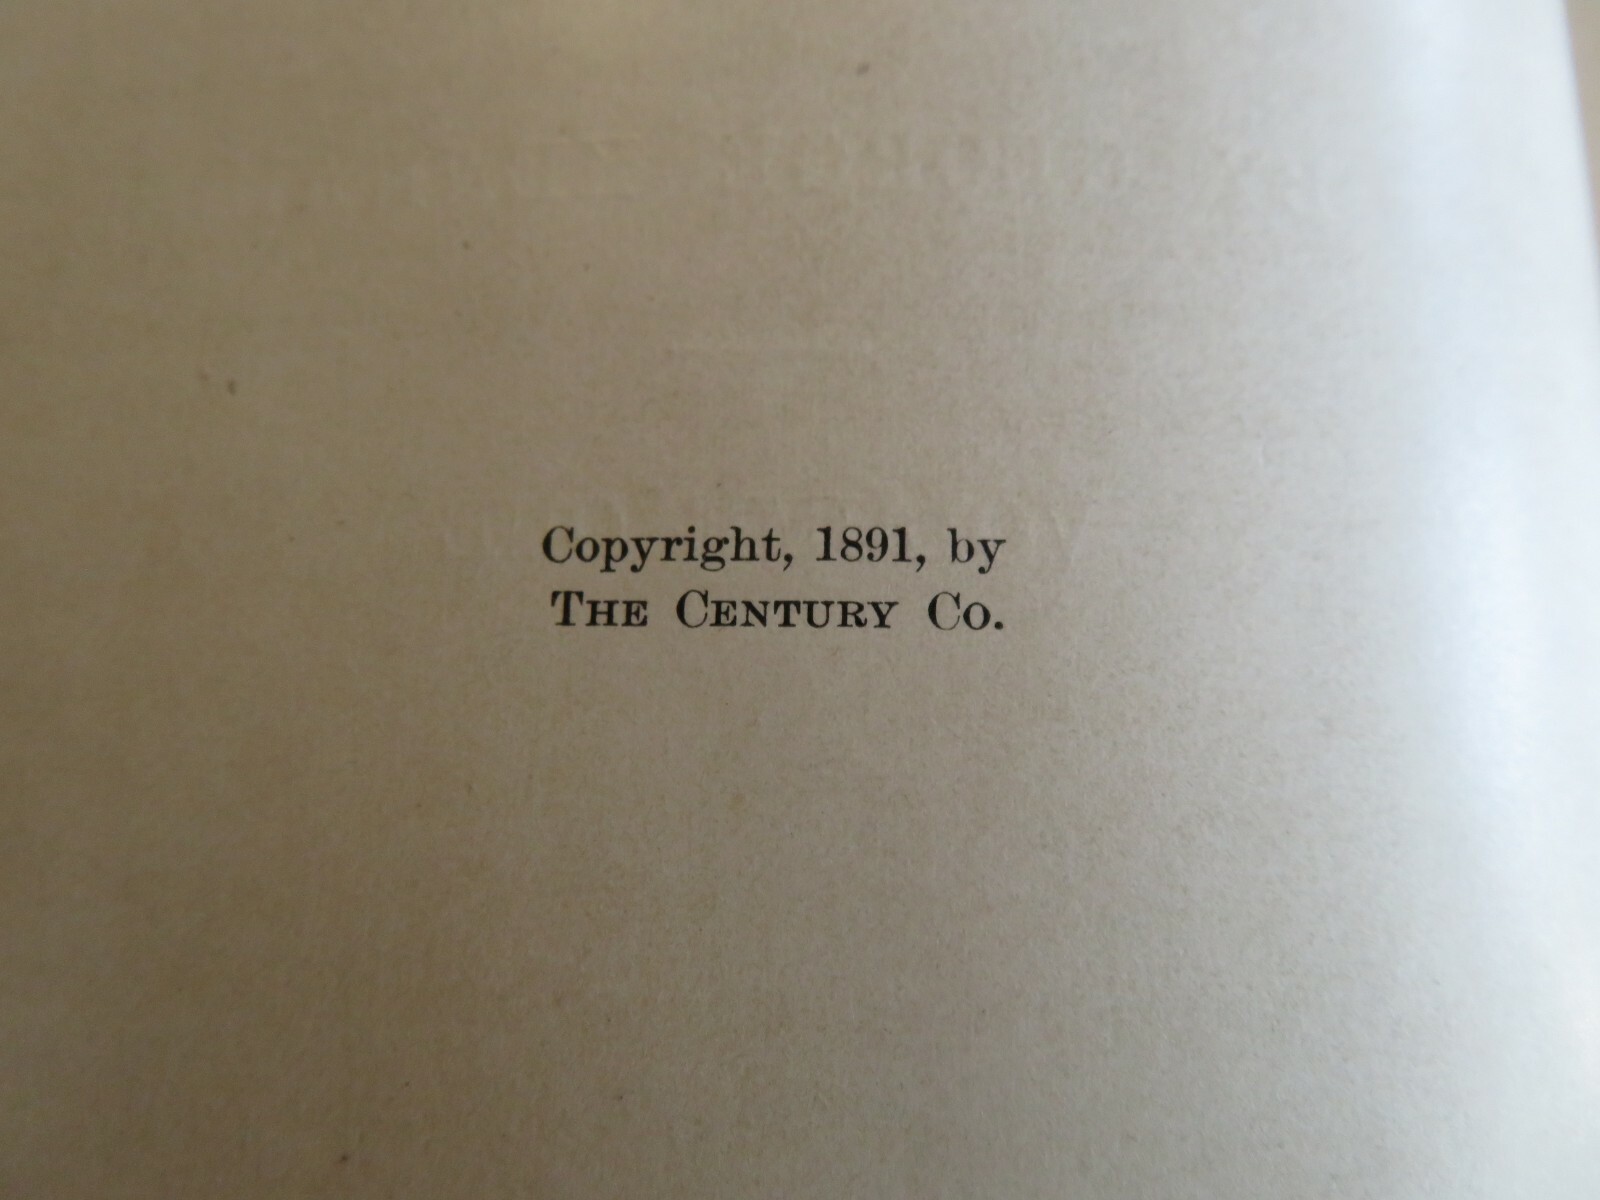 Copyright, 1891, by
THE CENTURY CO.